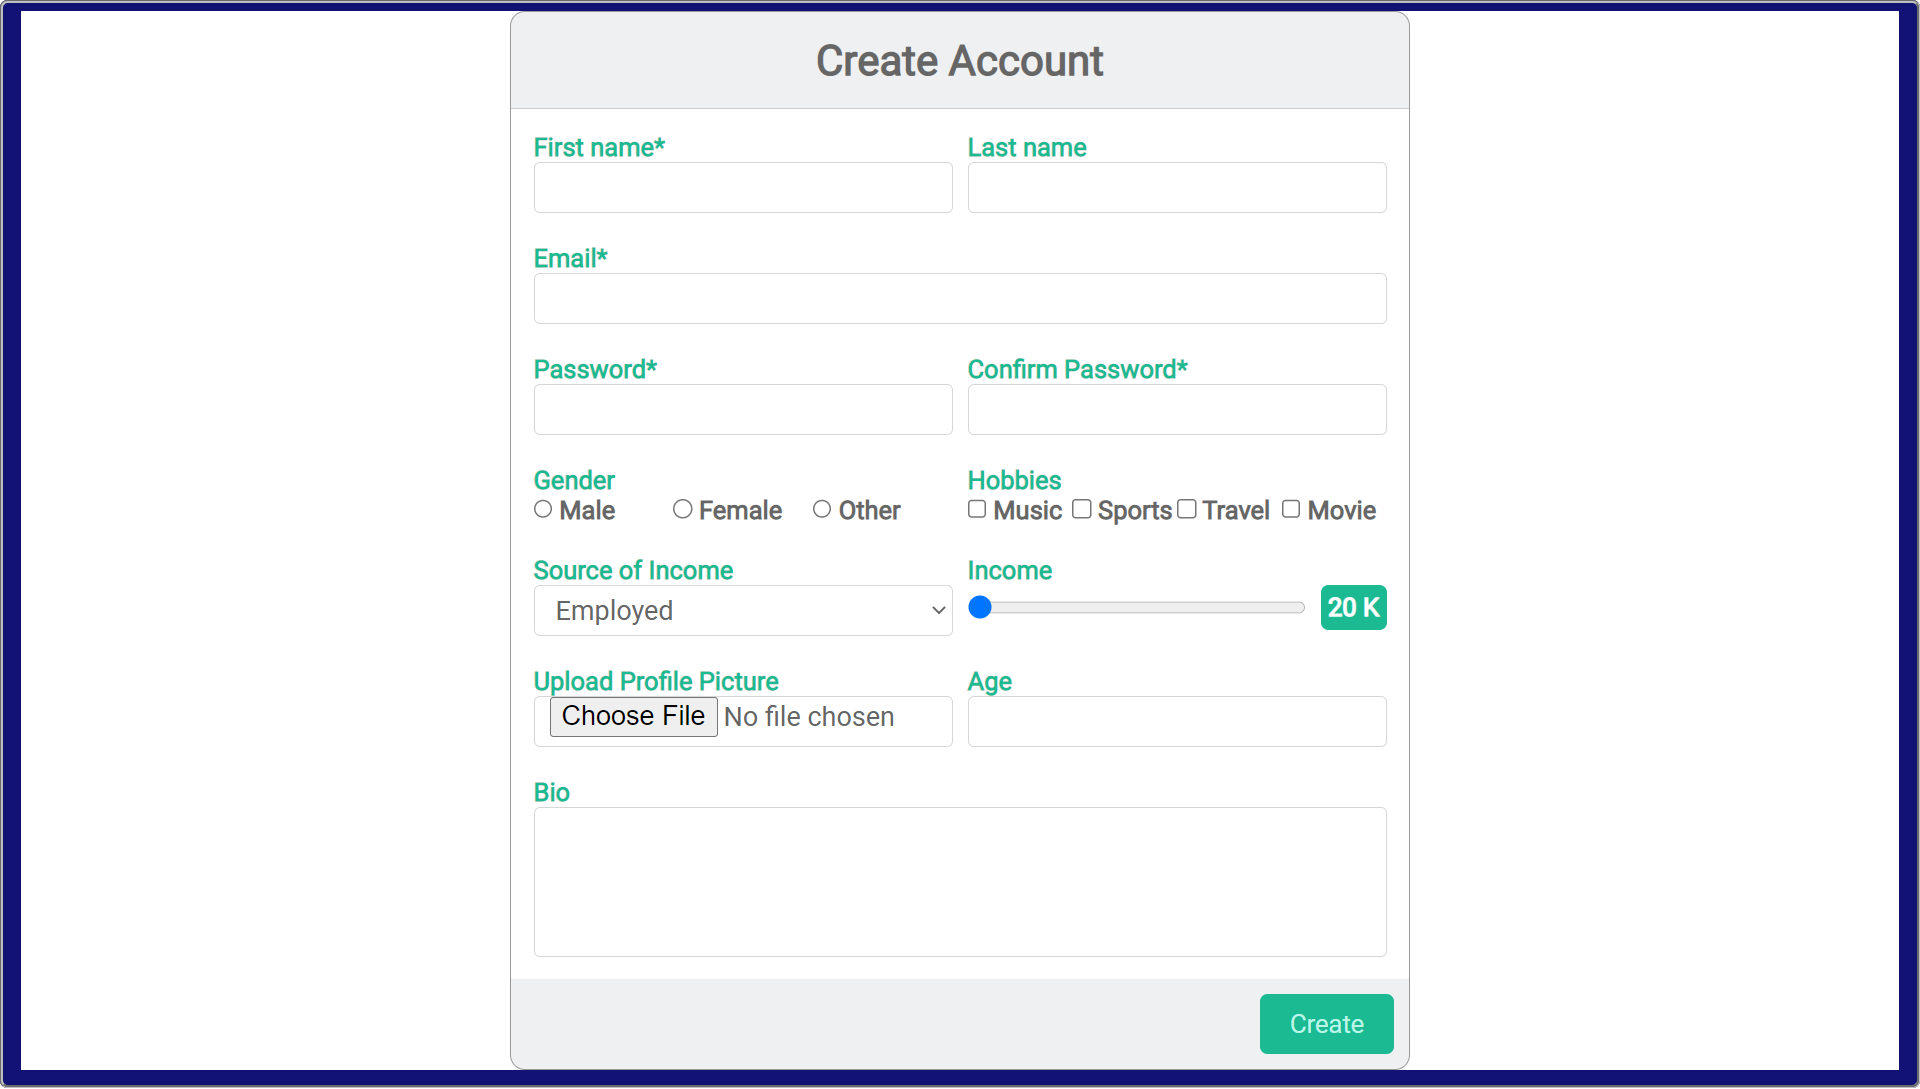 Create Account
First name* Last name
Email*
Password* Confirm Password*
Gender Hobbies
Male Female Other Music Sports Travel Movie
Source of Income Income
Employed 20 K
Upload Profile Picture Age
Choose File No file chosen
Bio
Create